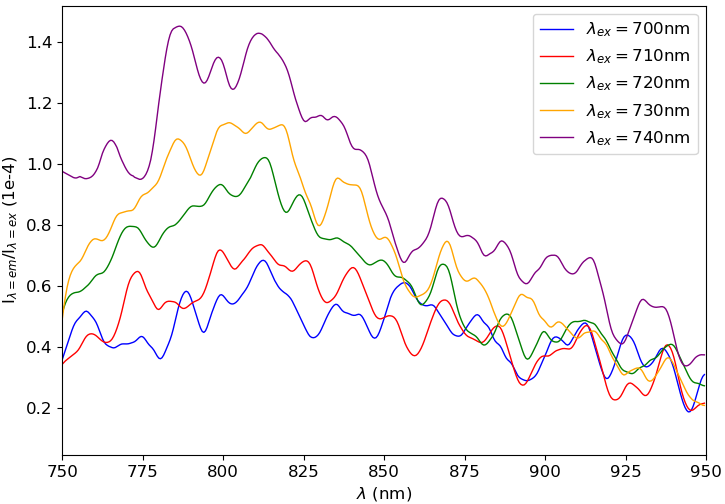 λex = 700nm
λex = 710nm
λex = 720nm
λex = 730nm
λex = 740nm
Iλ=em/Iλ=ex (1e-4)
1.4
1.2
1.0
0.8
0.6
0.4
0.2
750 775 800 825 850 875 900 925 950
λ (nm)